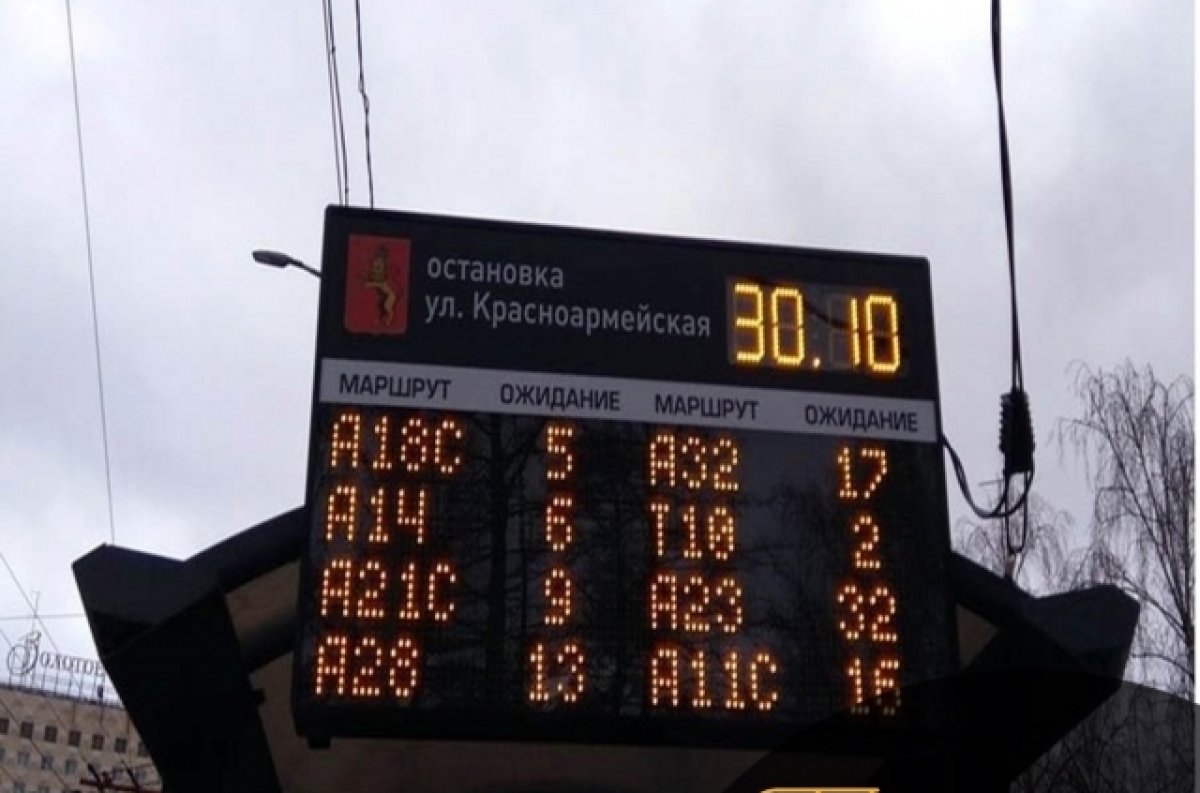 остановка
ул. Красноармейская
30.10
МАРШРУТ ОЖИДАНИЕ МАРШРУТ ОЖИДАНИЕ
А18С 5 А32 17
А14 6 Т10 2
А21С 9 А23 32
А28 13 А11С 15